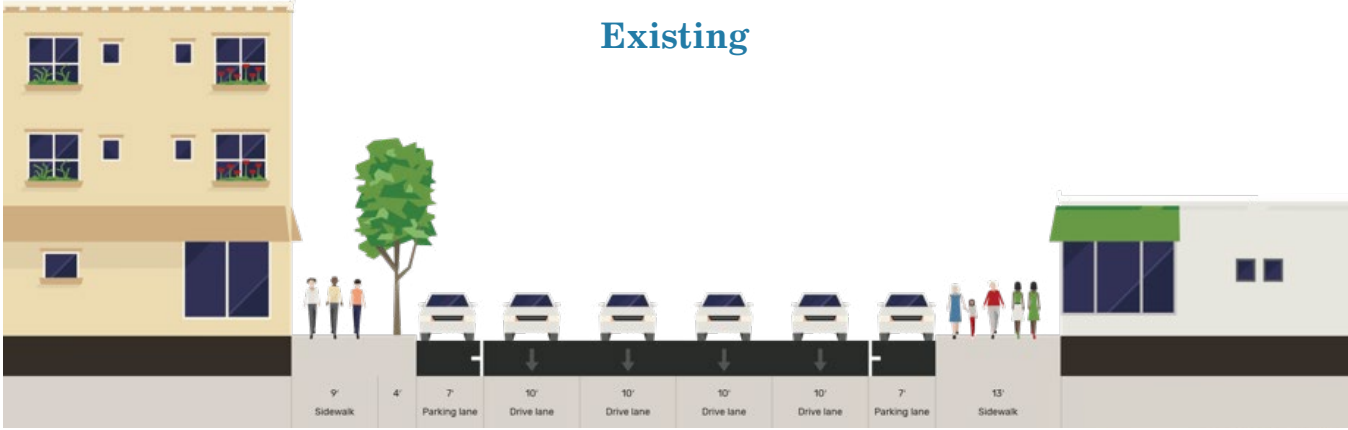 Existing
9' 4' 7' 10' 10' 10' 10' 7' 13'
Sidewalk Parking lane Drive lane Drive lane Drive lane Drive lane Parking lane Sidewalk